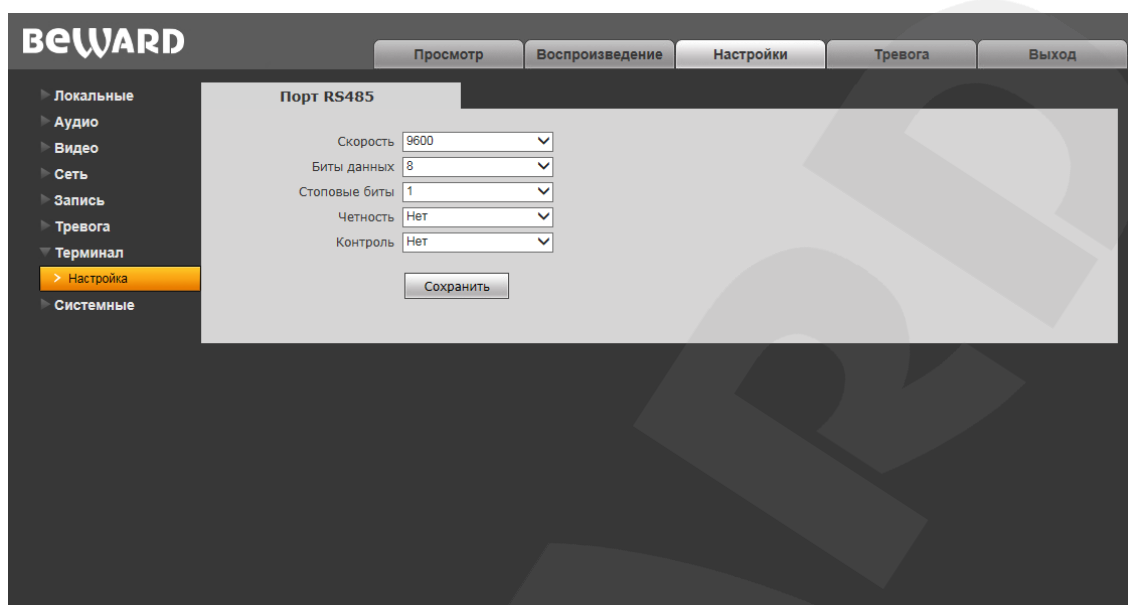 BEWARD
Просмотр Воспроизведение Настройки Тревога Выход
Локальные
Аудио
Видео
Сеть
Запись
Тревога
Терминал
> Настройка
Системные
Порт RS485
Скорость 9600
Биты данных 8
Стоповые биты 1
Четность Нет
Контроль Нет
Сохранить